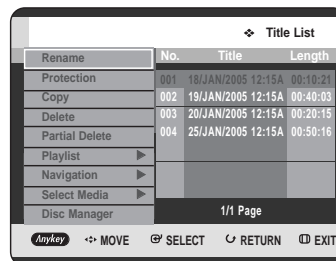 ❖ Title List
Rename
Protection
Copy
Delete
Partial Delete
Playlist ►
Navigation ►
Select Media ►
Disc Manager
No. Title Length
001 18/JAN/2005 12:15A 00:10:21
002 19/JAN/2005 12:15A 00:40:03
003 20/JAN/2005 12:15A 00:20:15
004 25/JAN/2005 12:15A 00:50:16
1/1 Page
Anykey MOVE SELECT RETURN EXIT